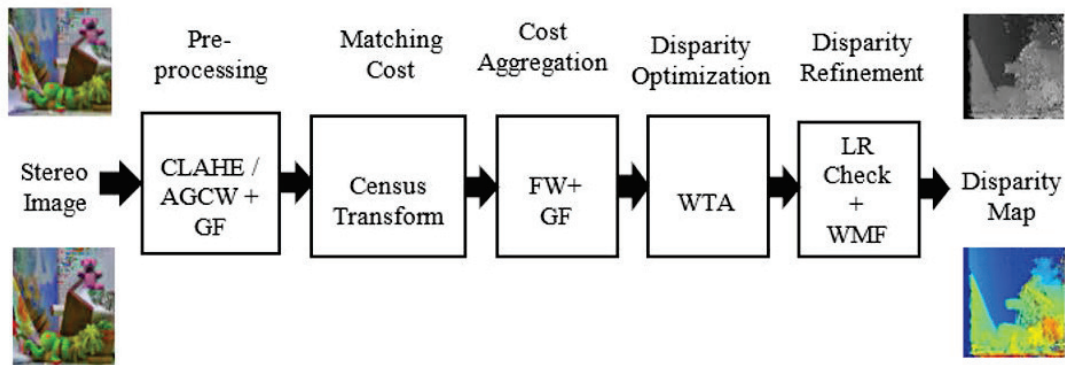 Pre-
processing
Matching
Cost
Cost
Aggregation
Disparity
Optimization
Disparity
Refinement
Stereo
Image
CLAHE /
AGCW +
GF
Census
Transform
FW+
GF
WTA
LR
Check
+
WMF
Disparity
Map